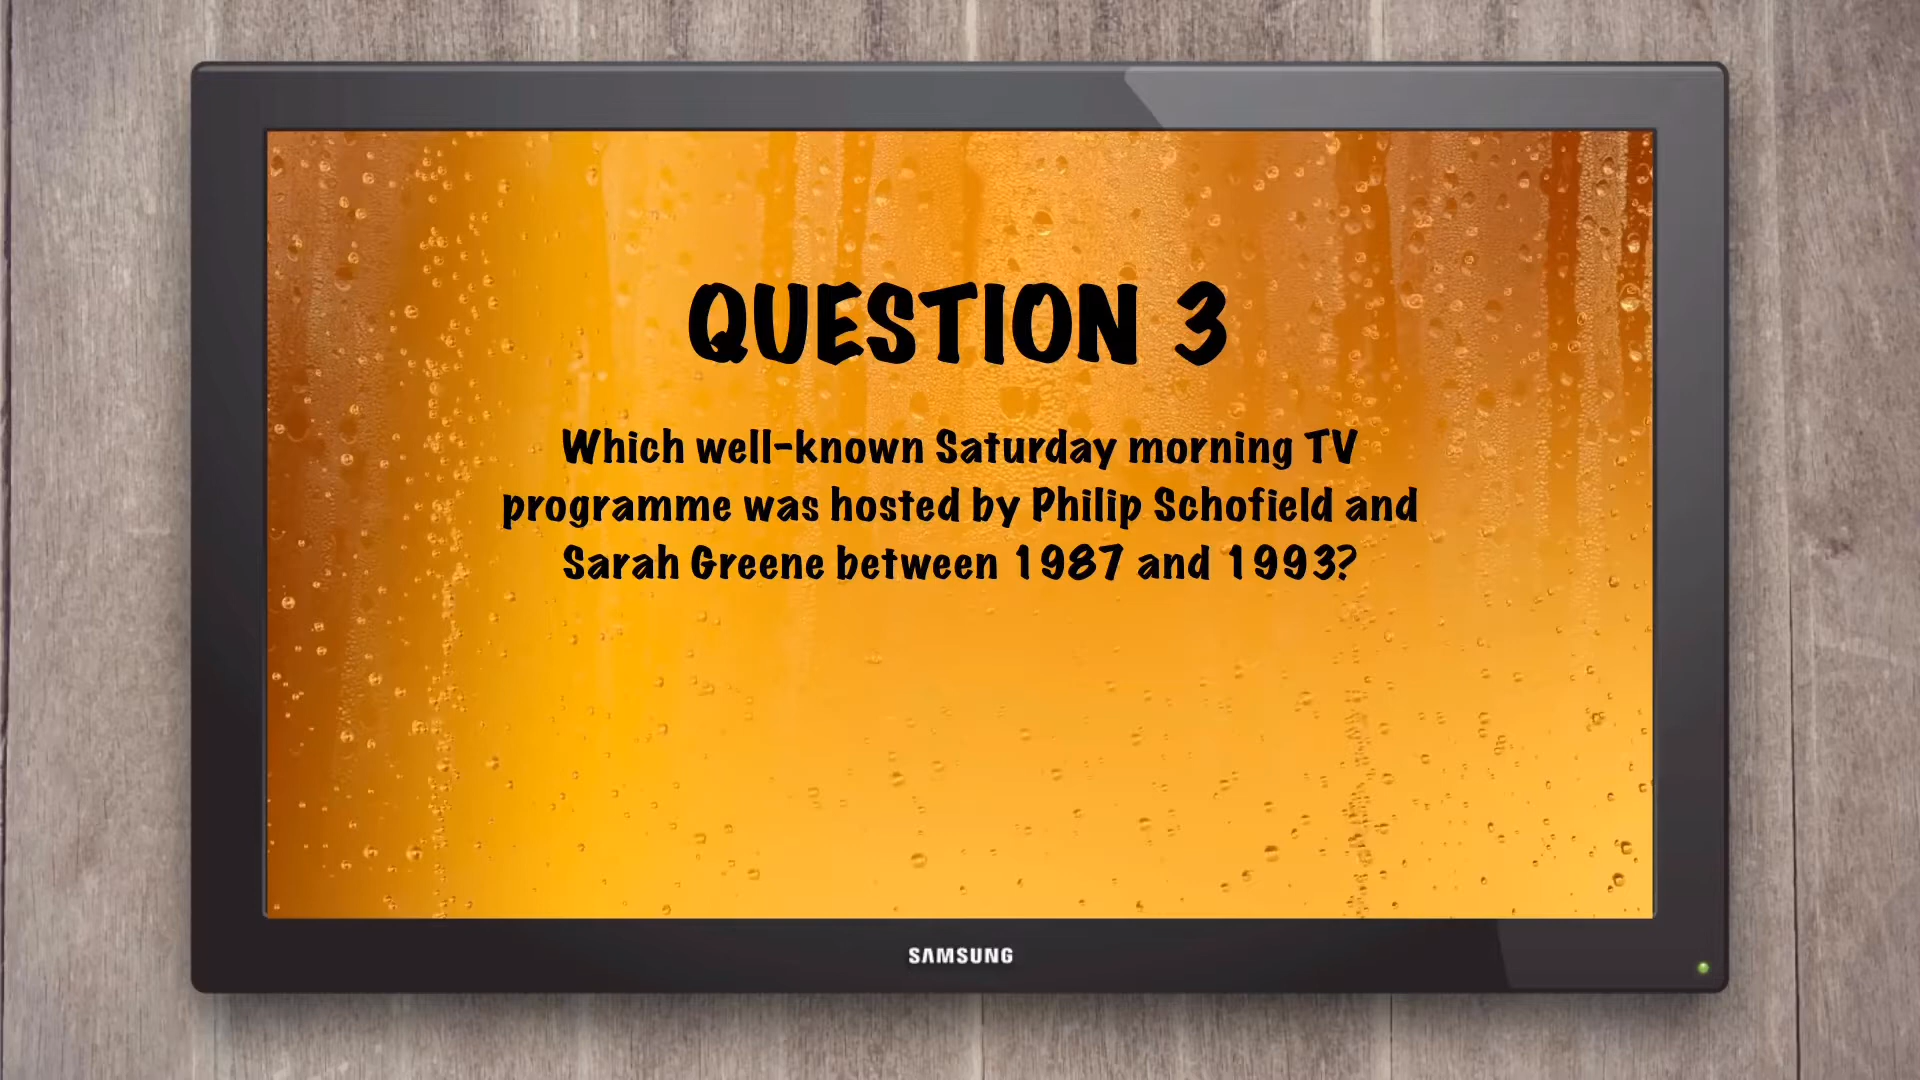 QUESTION 3
Which well-known Saturday morning TV
programme was hosted by Philip Schofield and
Sarah Greene between 1987 and 1993?
SAMSUNG